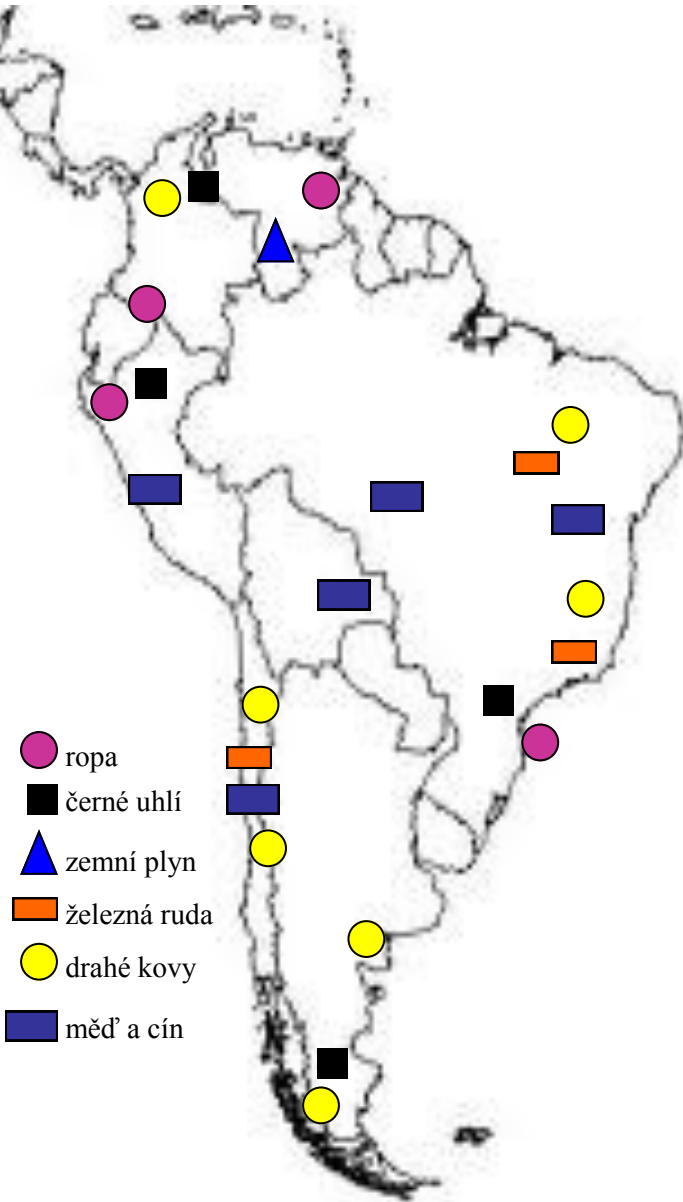 ropa
černé uhlí
zemní plyn
železná ruda
drahé kovy
měď a cín